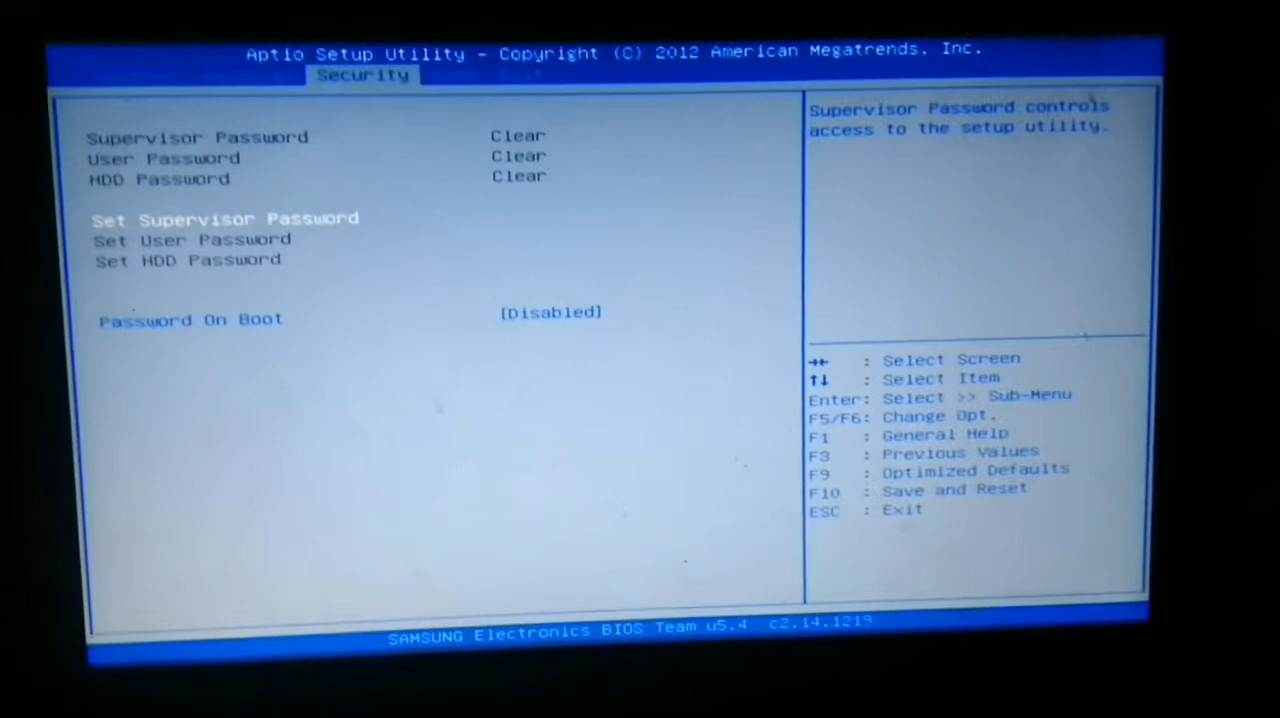 Aptio Setup Utility – Copyright (C) 2012 American Megatrends, Inc.
Security
Supervisor Password Clear
User Password Clear
HDD Password Clear
Set Supervisor Password
Set User Password
Set HDD Password
Password On Boot [Disabled]
Supervisor Password controls
access to the setup utility.
→← : Select Screen
↑↓ : Select Item
Enter: Select >> Sub-Menu
F5/F6: Change Opt.
F1 : General Help
F3 : Previous Values
F9 : Optimized Defaults
F10 : Save and Reset
ESC : Exit
SAMSUNG Electronics BIOS Team u5.4 c2.14.1219